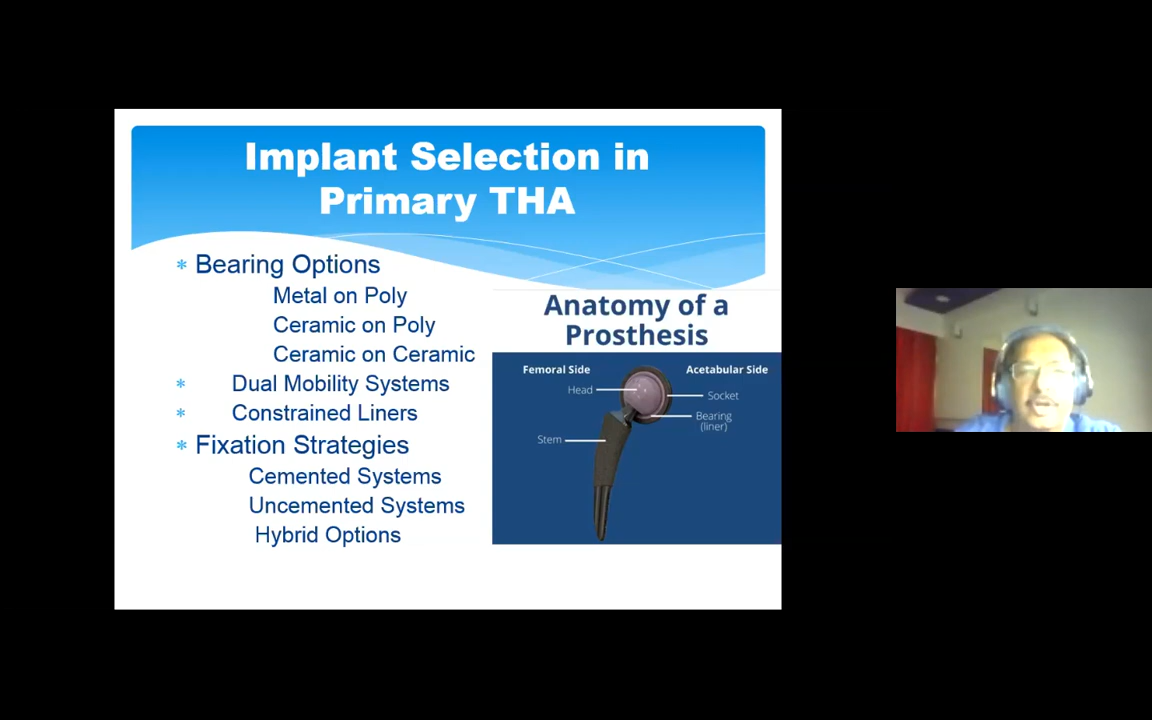 Implant Selection in
Primary THA
* Bearing Options
Metal on Poly
Ceramic on Poly
Ceramic on Ceramic
* Dual Mobility Systems
* Constrained Liners
* Fixation Strategies
Cemented Systems
Uncemented Systems
Hybrid Options
Anatomy of a
Prosthesis
Femoral Side
Acetabular Side
Head
Socket
Bearing
(liner)
Stem